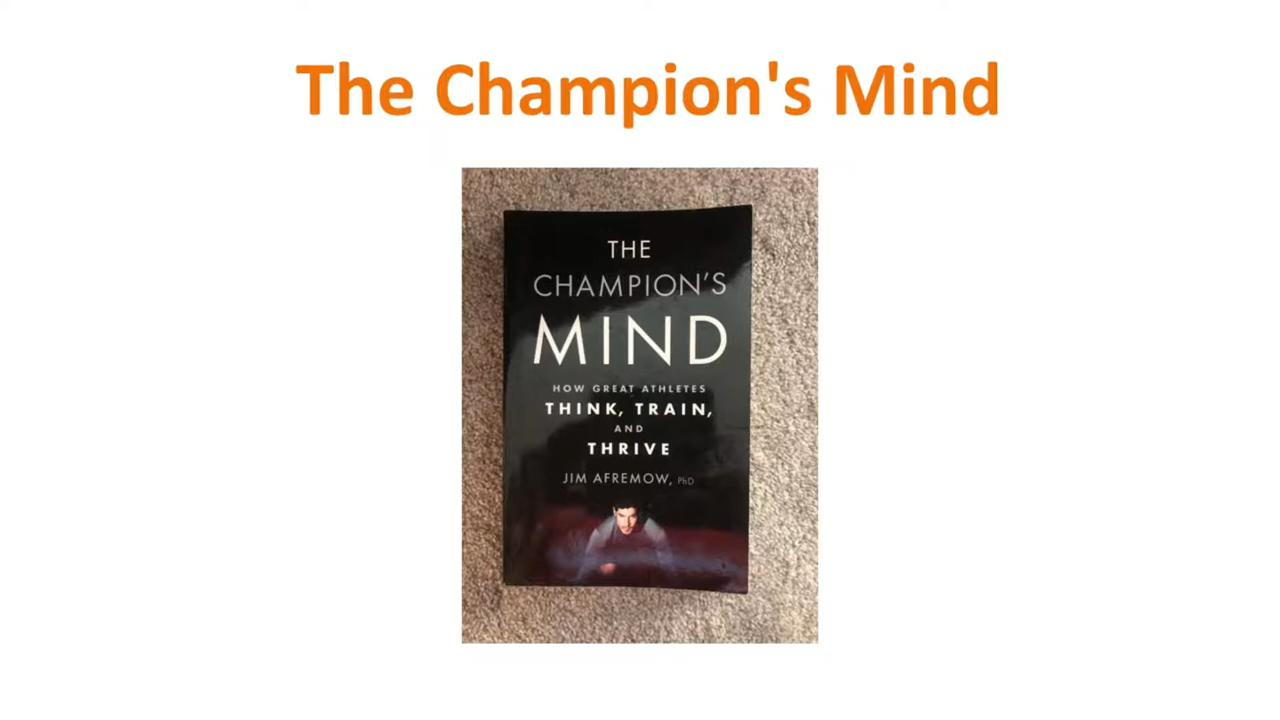 The Champion's Mind
THE
CHAMPION'S
MIND
HOW GREAT ATHLETES
THINK, TRAIN,
AND
THRIVE
JIM AFREMOW, PhD